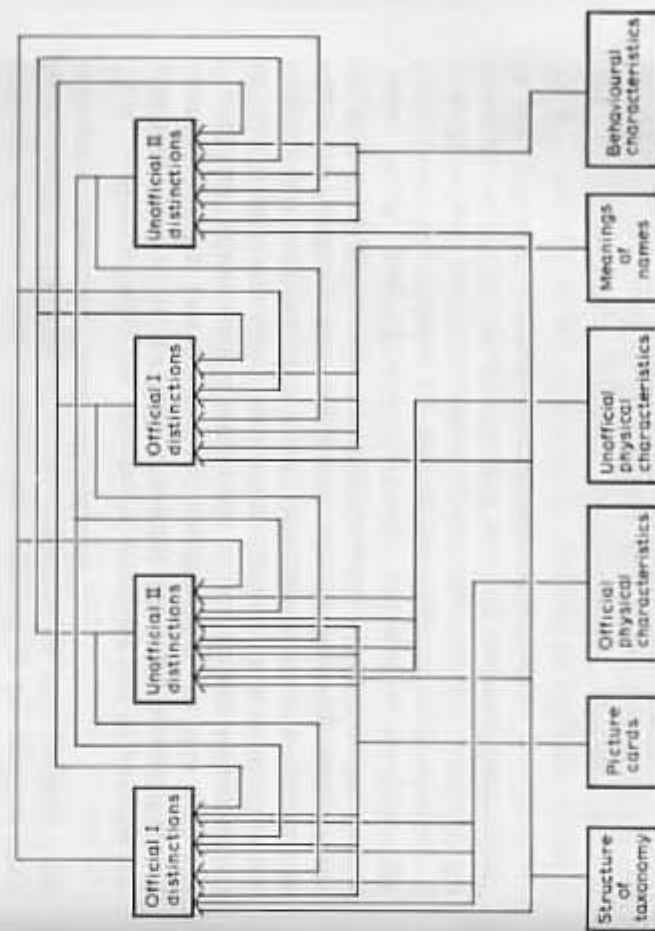 Official I
distinctions
Unofficial II
distinctions
Official I
distinctions
Unofficial II
distinctions
Structure
of
taxonomy
Picture
cards
Official
physical
characteristics
Unofficial
physical
characteristics
Meanings
of
names
Behavioural
characteristics